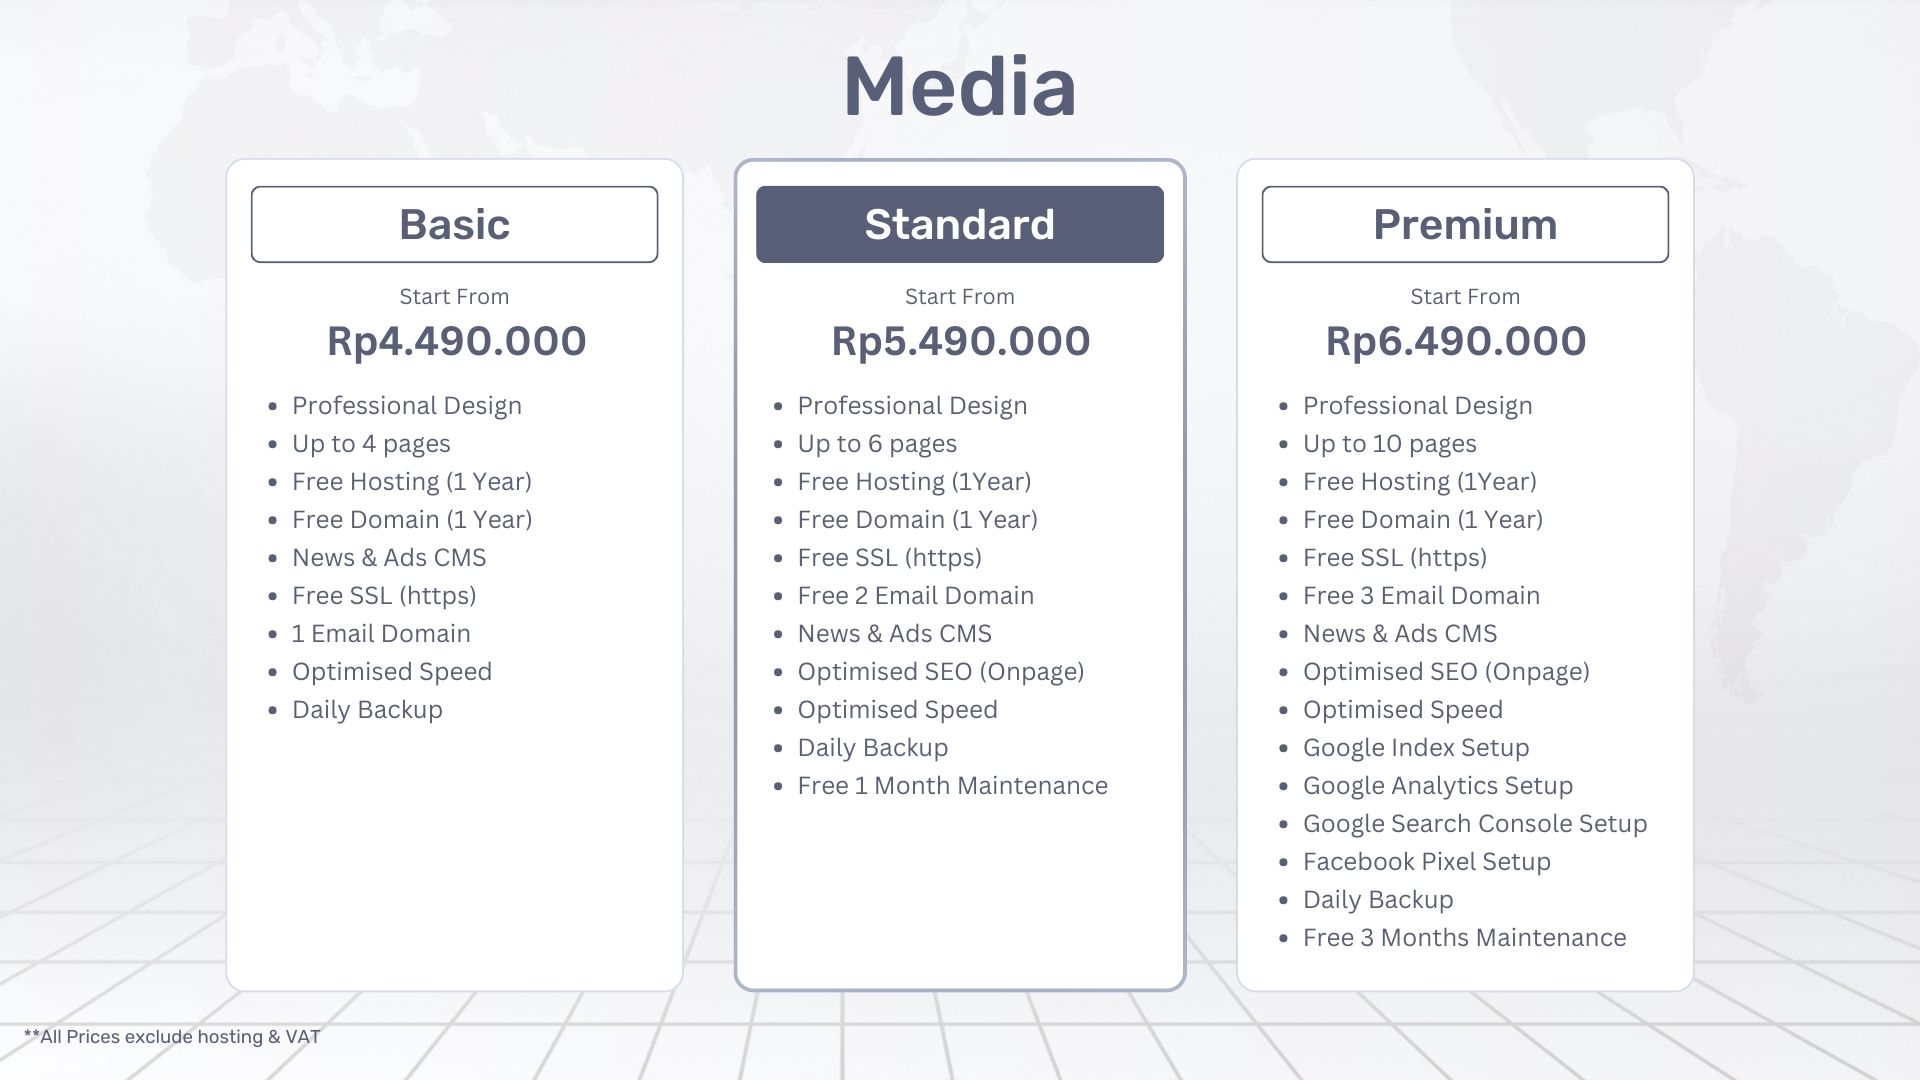 Media
Basic
Start From
Rp4.490.000
Professional Design
Up to 4 pages
Free Hosting (1 Year)
Free Domain (1 Year)
News & Ads CMS
Free SSL (https)
1 Email Domain
Optimised Speed
Daily Backup
Standard
Start From
Rp5.490.000
Professional Design
Up to 6 pages
Free Hosting (1Year)
Free Domain (1 Year)
Free SSL (https)
Free 2 Email Domain
News & Ads CMS
Optimised SEO (Onpage)
Optimised Speed
Daily Backup
Free 1 Month Maintenance
Premium
Start From
Rp6.490.000
Professional Design
Up to 10 pages
Free Hosting (1Year)
Free Domain (1 Year)
Free SSL (https)
Free 3 Email Domain
News & Ads CMS
Optimised SEO (Onpage)
Optimised Speed
Google Index Setup
Google Analytics Setup
Google Search Console Setup
Facebook Pixel Setup
Daily Backup
Free 3 Months Maintenance
**All Prices exclude hosting & VAT